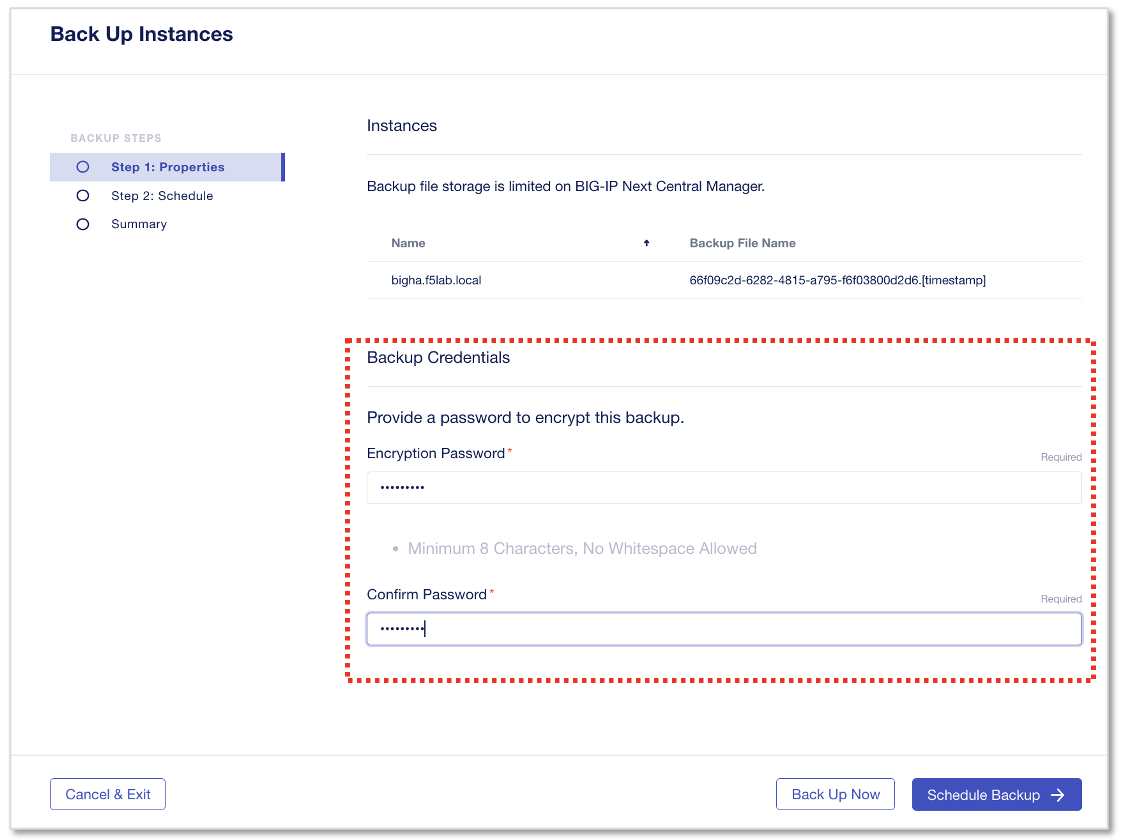 Back Up Instances
BACKUP STEPS
Step 1: Properties
Step 2: Schedule
Summary
Instances
Backup file storage is limited on BIG-IP Next Central Manager.
Name Backup File Name
bigha.f5lab.local 66f09c2d-6282-4815-a795-f6f03800d2d6.[timestamp]
Backup Credentials
Provide a password to encrypt this backup.
Encryption Password* Required
•••••••••
• Minimum 8 Characters, No Whitespace Allowed
Confirm Password* Required
•••••••••
Cancel & Exit Back Up Now Schedule Backup →